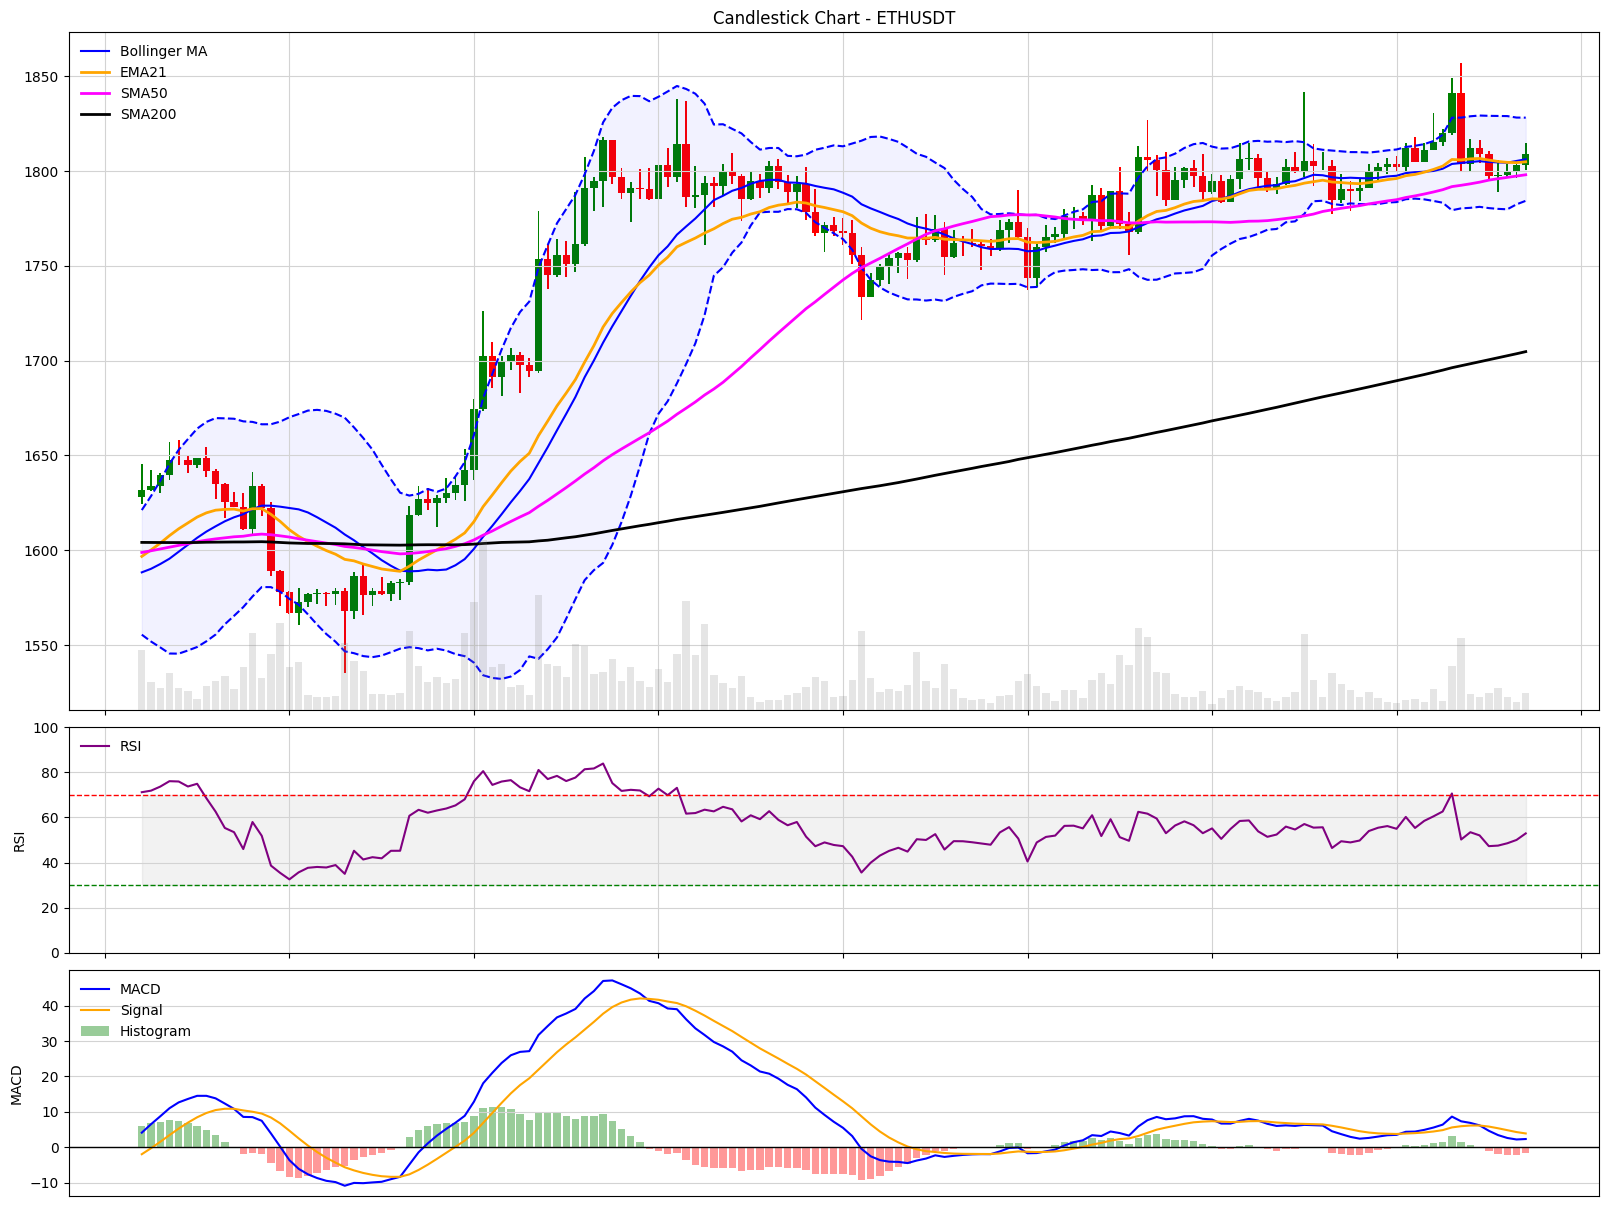 Candlestick Chart - ETHUSDT
Bollinger MA
EMA21
SMA50
SMA200
1850
1800
1750
1700
1650
1600
1550
RSI
100
80
60
40
20
0
RSI
MACD
Signal
Histogram
40
30
20
10
0
−10
MACD